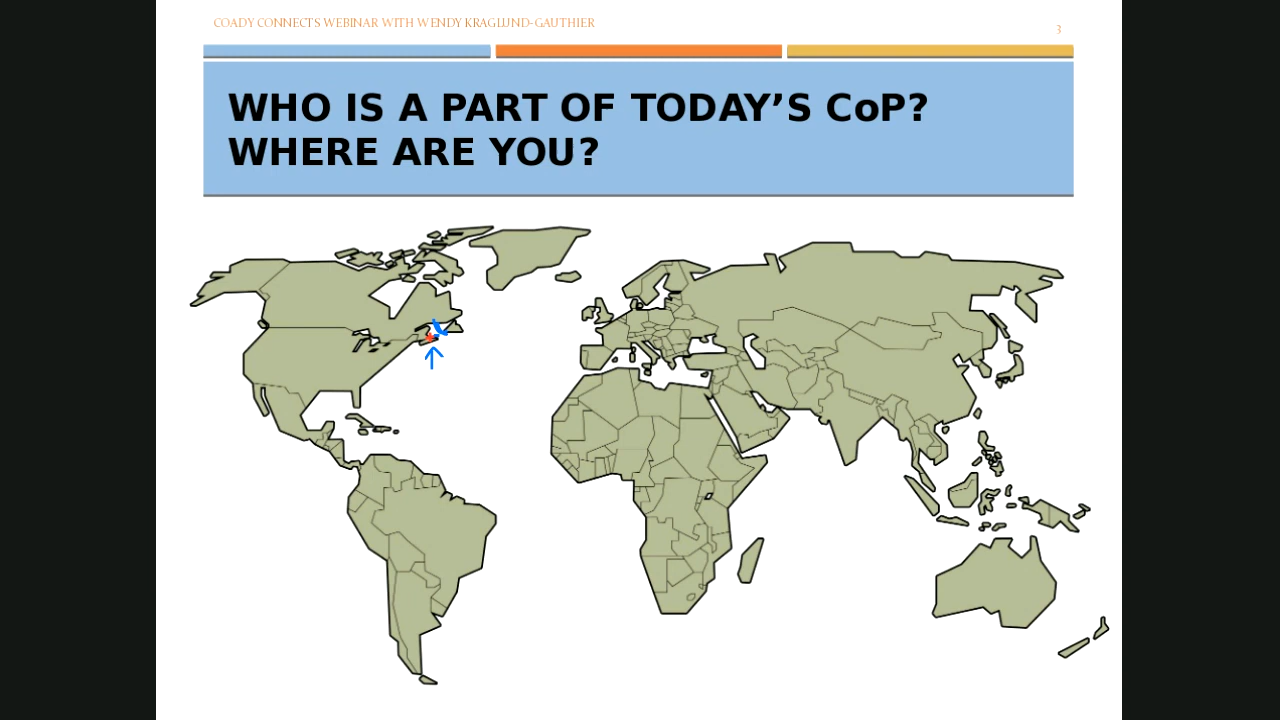 COADY CONNECTS WEBINAR WITH WENDY KRAGLUND-GAUTHIER
3
WHO IS A PART OF TODAY’S CoP?
WHERE ARE YOU?